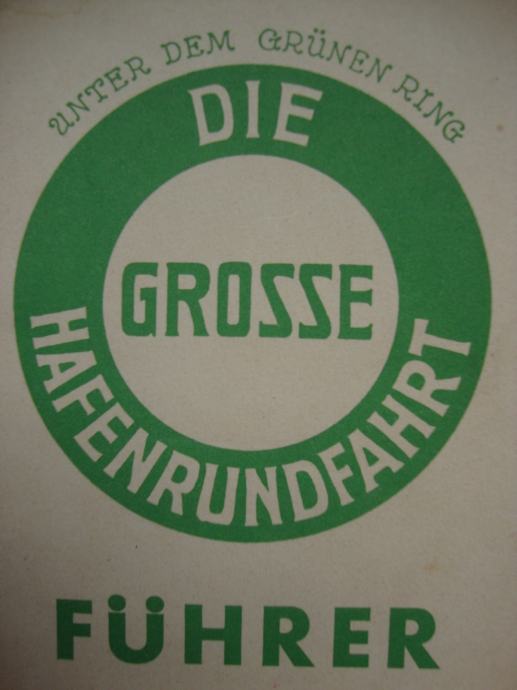 UNTER DEM GRÜNEN RING
DIE
GROSSE
HAFENRUNDFAHRT
FÜHRER